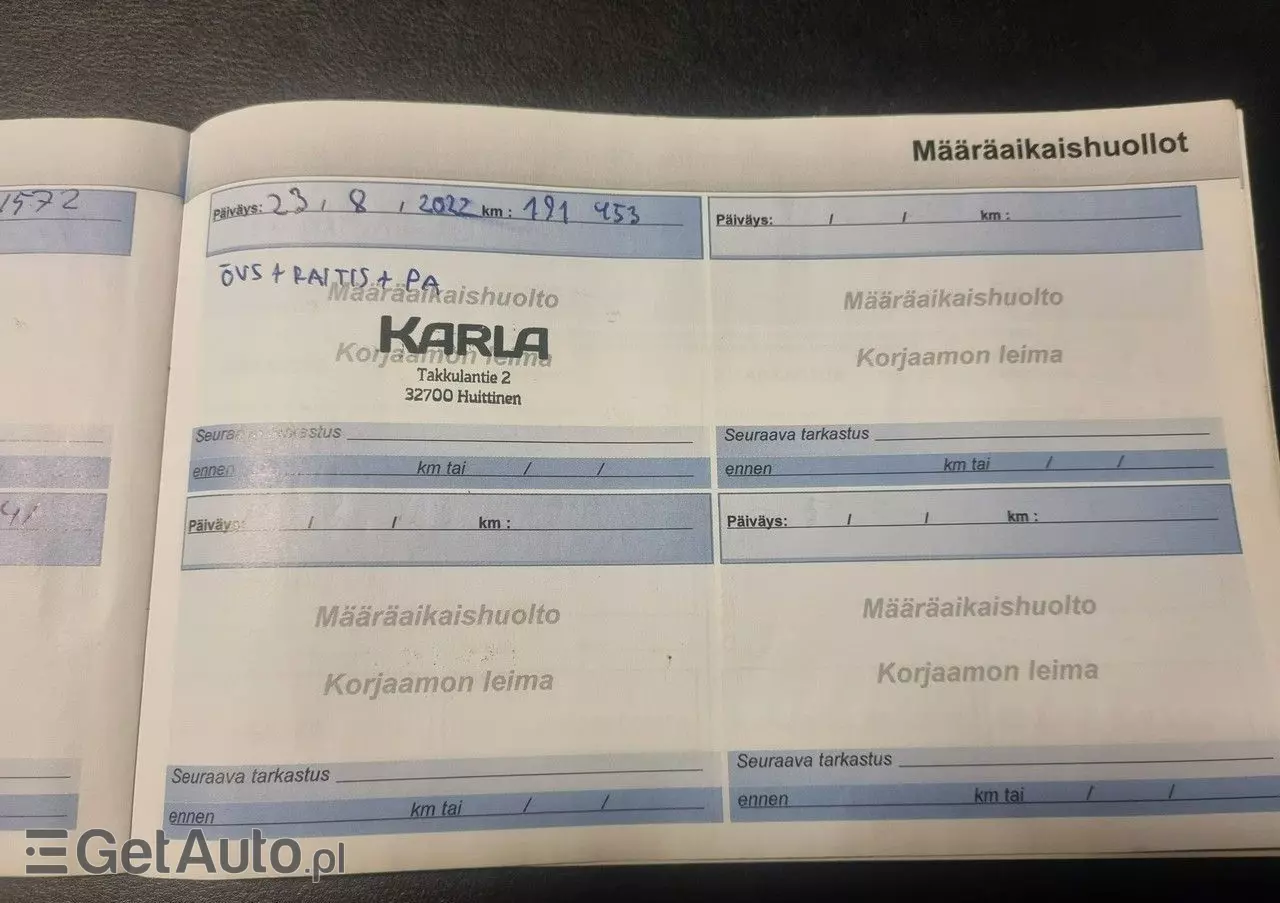 Määräaikaishuollot
1572
Päiväys: 23 / 8 / 2022 km : 191 453
ÖVS + RAITIS + PA
Määräaikaishuolto
KARLA
Korjaamon leima
Takkulantie 2
32700 Huittinen
Seuraava tarkastus
ennen km tai / /
Päiväys: / / km :
Määräaikaishuolto
Korjaamon leima
Seuraava tarkastus
ennen km tai / /
Päiväys: / / km :
Määräaikaishuolto
Korjaamon leima
Seuraava tarkastus
ennen km tai / /
Päiväys: / / km :
Määräaikaishuolto
Korjaamon leima
Seuraava tarkastus
ennen km tai / /
GetAuto.pl